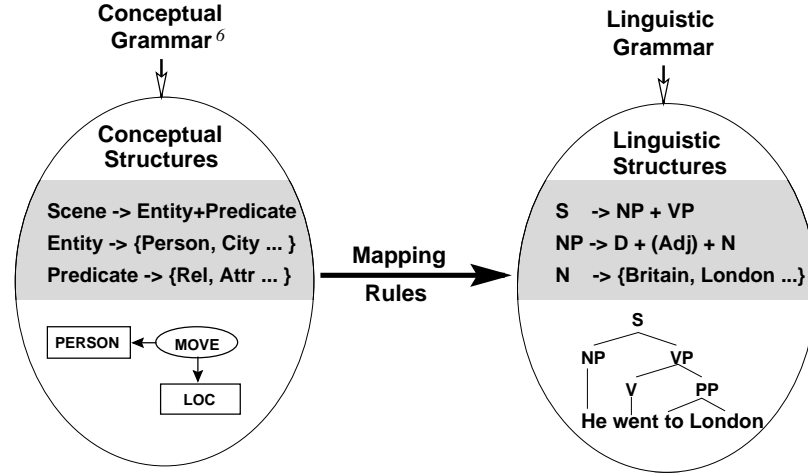 Conceptual
Grammar 6
Conceptual
Structures
Scene -> Entity+Predicate
Entity -> {Person, City ... }
Predicate -> {Rel, Attr ... }
PERSON
MOVE
LOC
Mapping
Rules
Linguistic
Grammar
Linguistic
Structures
S -> NP + VP
NP -> D + (Adj) + N
N -> {Britain, London ...}
S
NP VP
V PP
He went to London